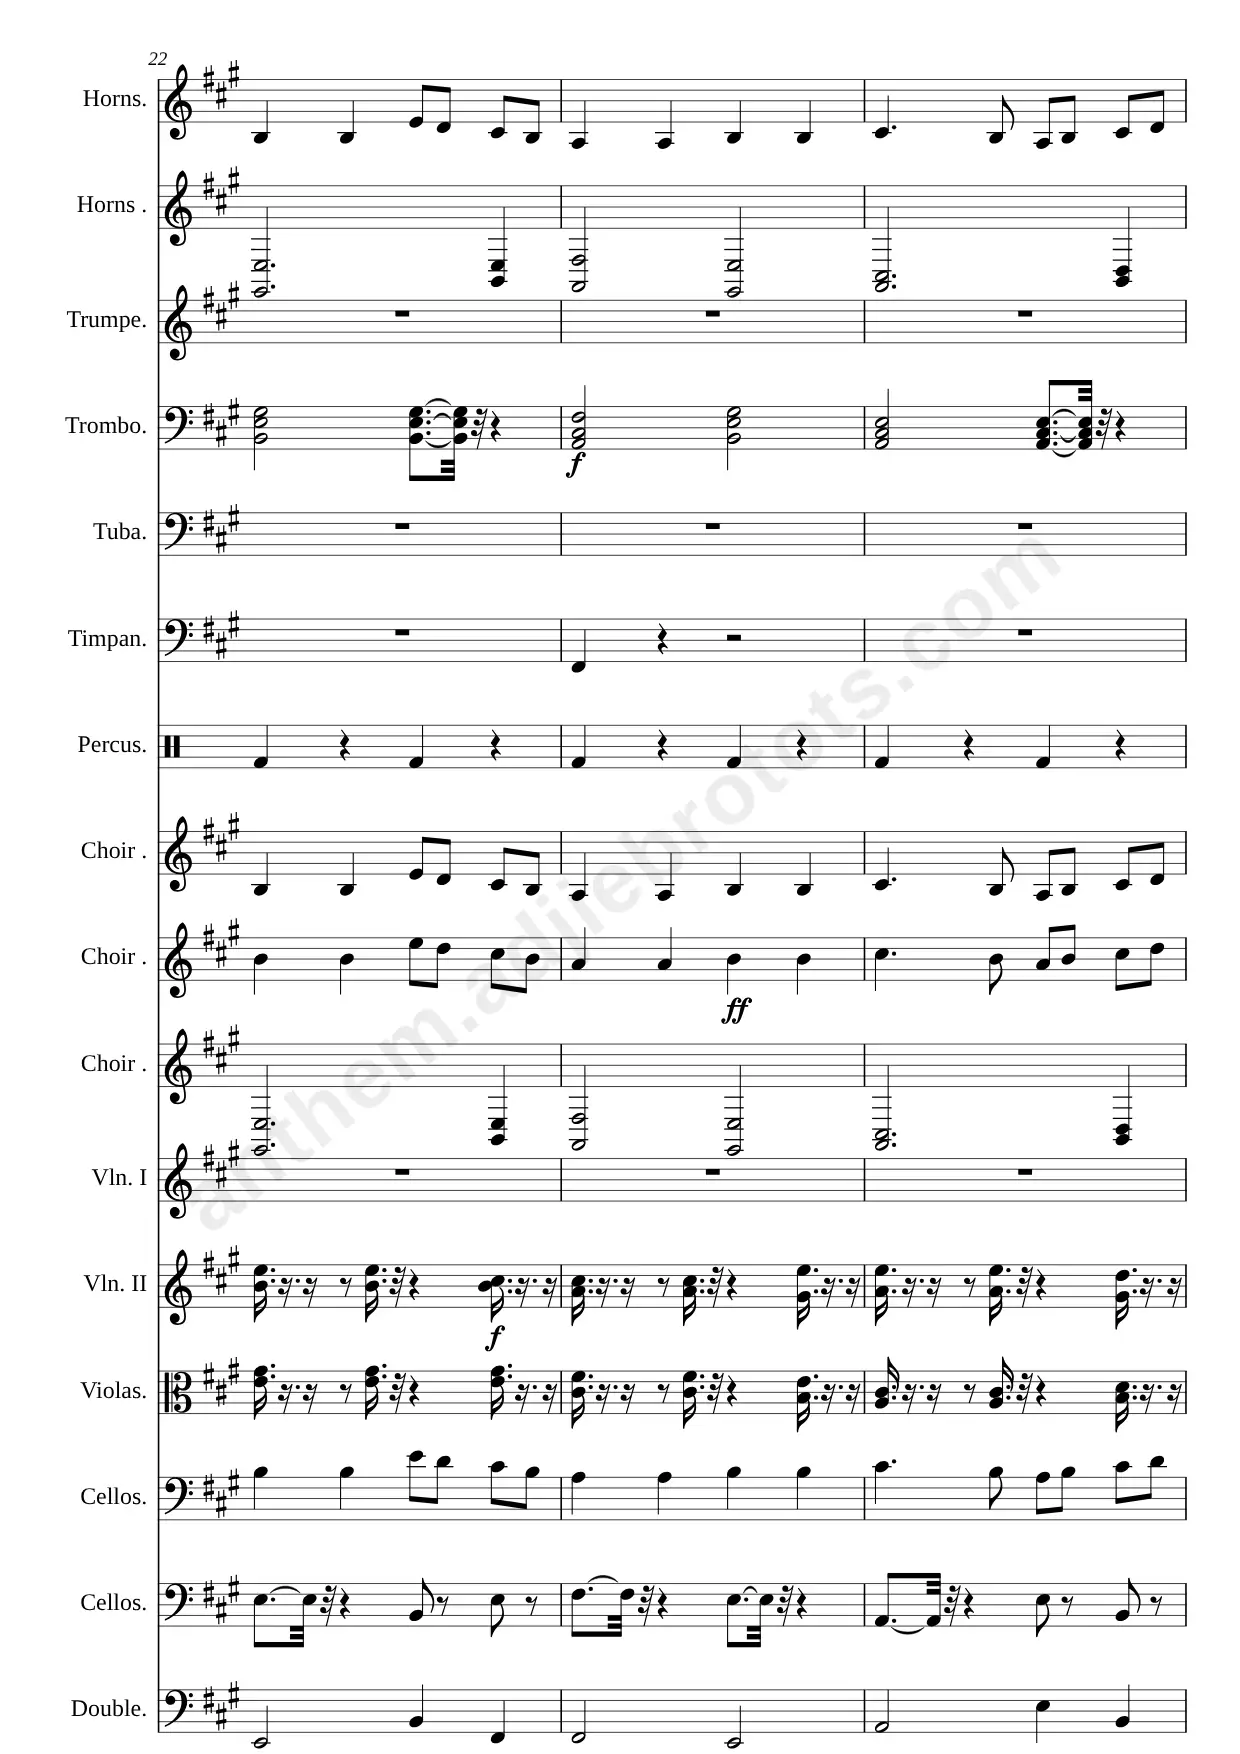 22
Horns.
Horns .
Trumpe.
Trombo.
f
Tuba.
Timpan.
Percus.
Choir .
Choir .
ff
Choir .
Vln. I
Vln. II
f
Violas.
Cellos.
Cellos.
Double.
anthem.adjiebrotots.com